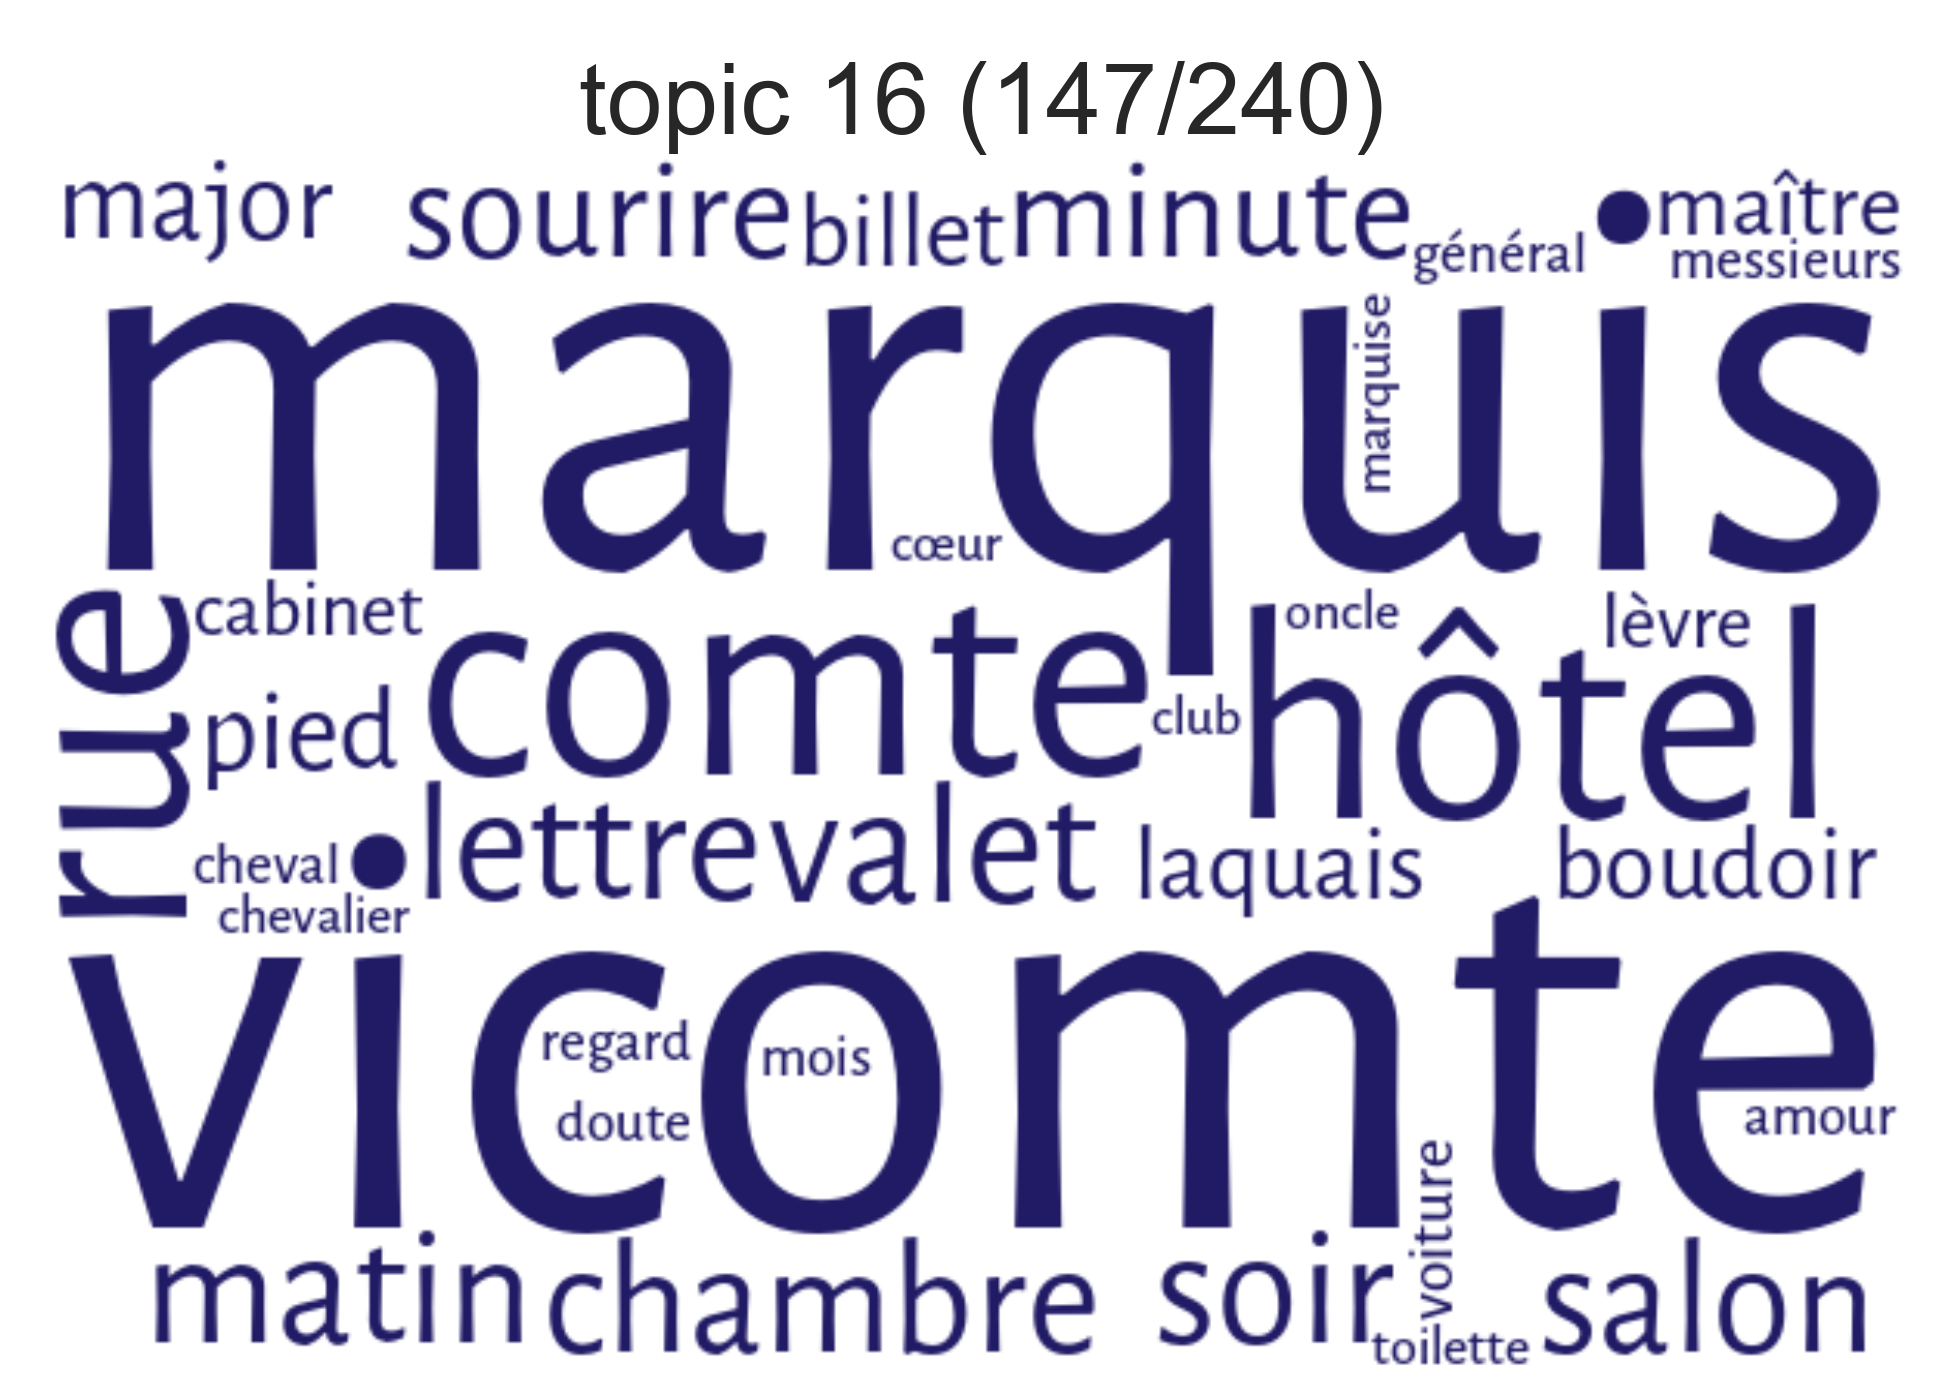 topic 16 (147/240)
major sourire billet minute général maître
messieurs
marquis
marquise
cœur
rue
cabinet
comte
hôtel
oncle
lèvre
pied
club
lettre valet laquais boudoir
cheval
chevalier
vicomte
regard
mois
doute
amour
voiture
matin chambre soir salon
toilette